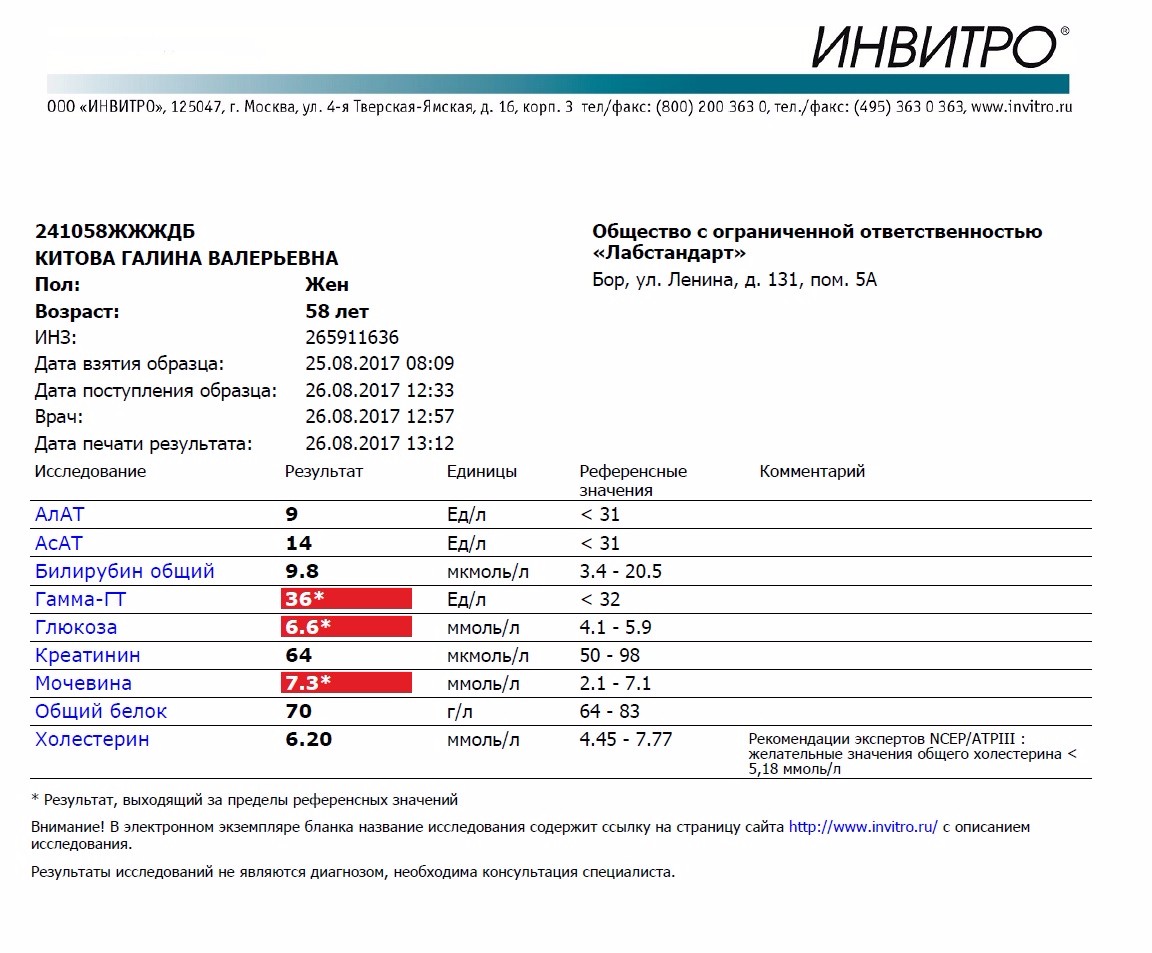 ИНВИТРО®
ООО «ИНВИТРО», 125047, г. Москва, ул. 4-я Тверская-Ямская, д. 16, корп. 3 тел/факс: (800) 200 363 0, тел./факс: (495) 363 0 363, www.invitro.ru
241058ЖЖЖДБ
КИТОВА ГАЛИНА ВАЛЕРЬЕВНА
Пол: Жен
Возраст: 58 лет
ИНЗ: 265911636
Дата взятия образца: 25.08.2017 08:09
Дата поступления образца: 26.08.2017 12:33
Врач: 26.08.2017 12:57
Дата печати результата: 26.08.2017 13:12
Общество с ограниченной ответственностью
«Лабстандарт»
Бор, ул. Ленина, д. 131, пом. 5А
Исследование Результат Единицы Референсные Комментарий
значения
АлАТ 9 Ед/л < 31
АсАТ 14 Ед/л < 31
Билирубин общий 9.8 мкмоль/л 3.4 - 20.5
Гамма-ГТ 36* Ед/л < 32
Глюкоза 6.6* ммоль/л 4.1 - 5.9
Креатинин 64 мкмоль/л 50 - 98
Мочевина 7.3* ммоль/л 2.1 - 7.1
Общий белок 70 г/л 64 - 83
Холестерин 6.20 ммоль/л 4.45 - 7.77 Рекомендации экспертов NCEP/ATPIII :
желательные значения общего холестерина <
5,18 ммоль/л
* Результат, выходящий за пределы референсных значений
Внимание! В электронном экземпляре бланка название исследования содержит ссылку на страницу сайта http://www.invitro.ru/ с описанием
исследования.
Результаты исследований не являются диагнозом, необходима консультация специалиста.